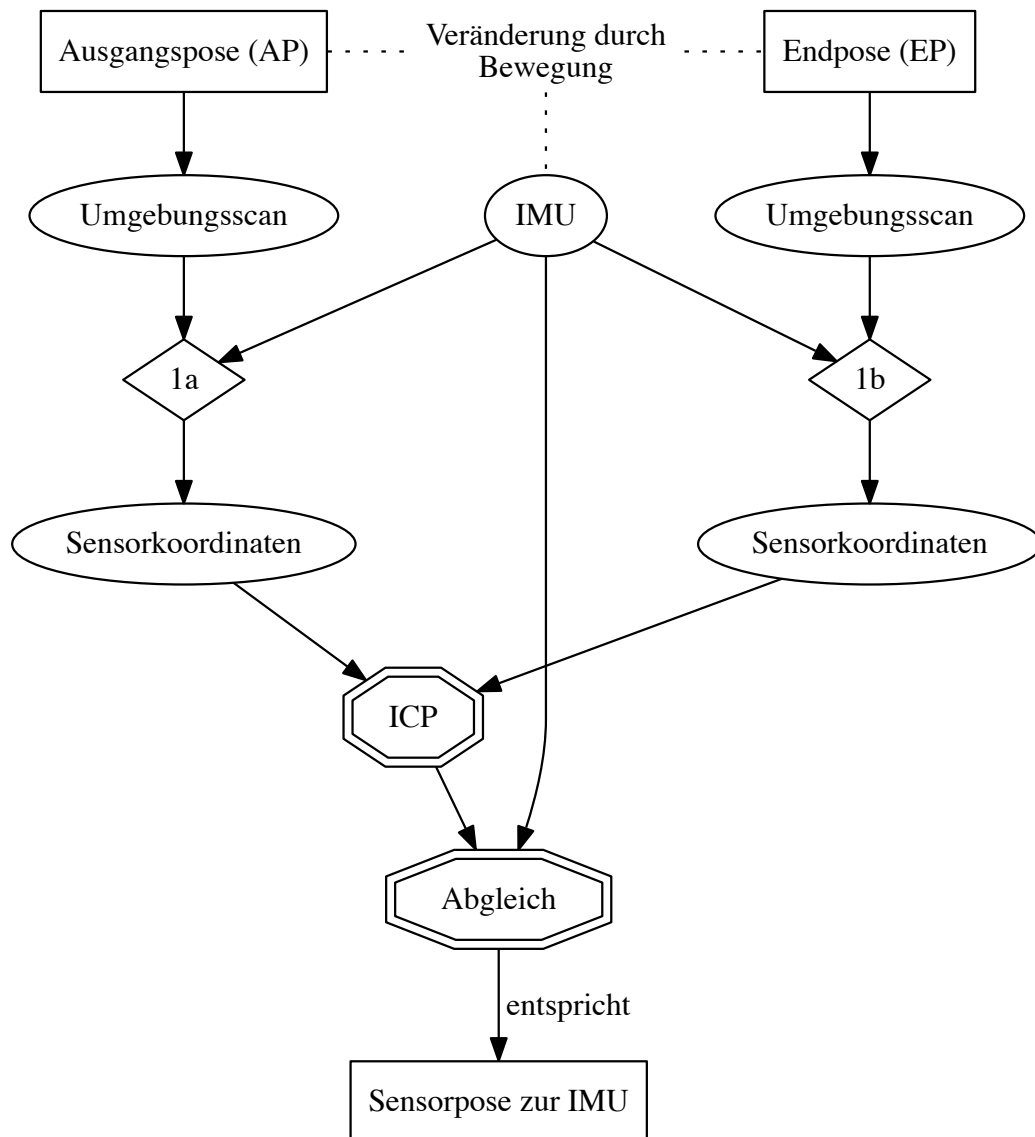 Ausgangspose (AP)
Veränderung durch
Bewegung
Endpose (EP)
Umgebungsscan
IMU
Umgebungsscan
1a
1b
Sensorkoordinaten
Sensorkoordinaten
ICP
Abgleich
entspricht
Sensorpose zur IMU